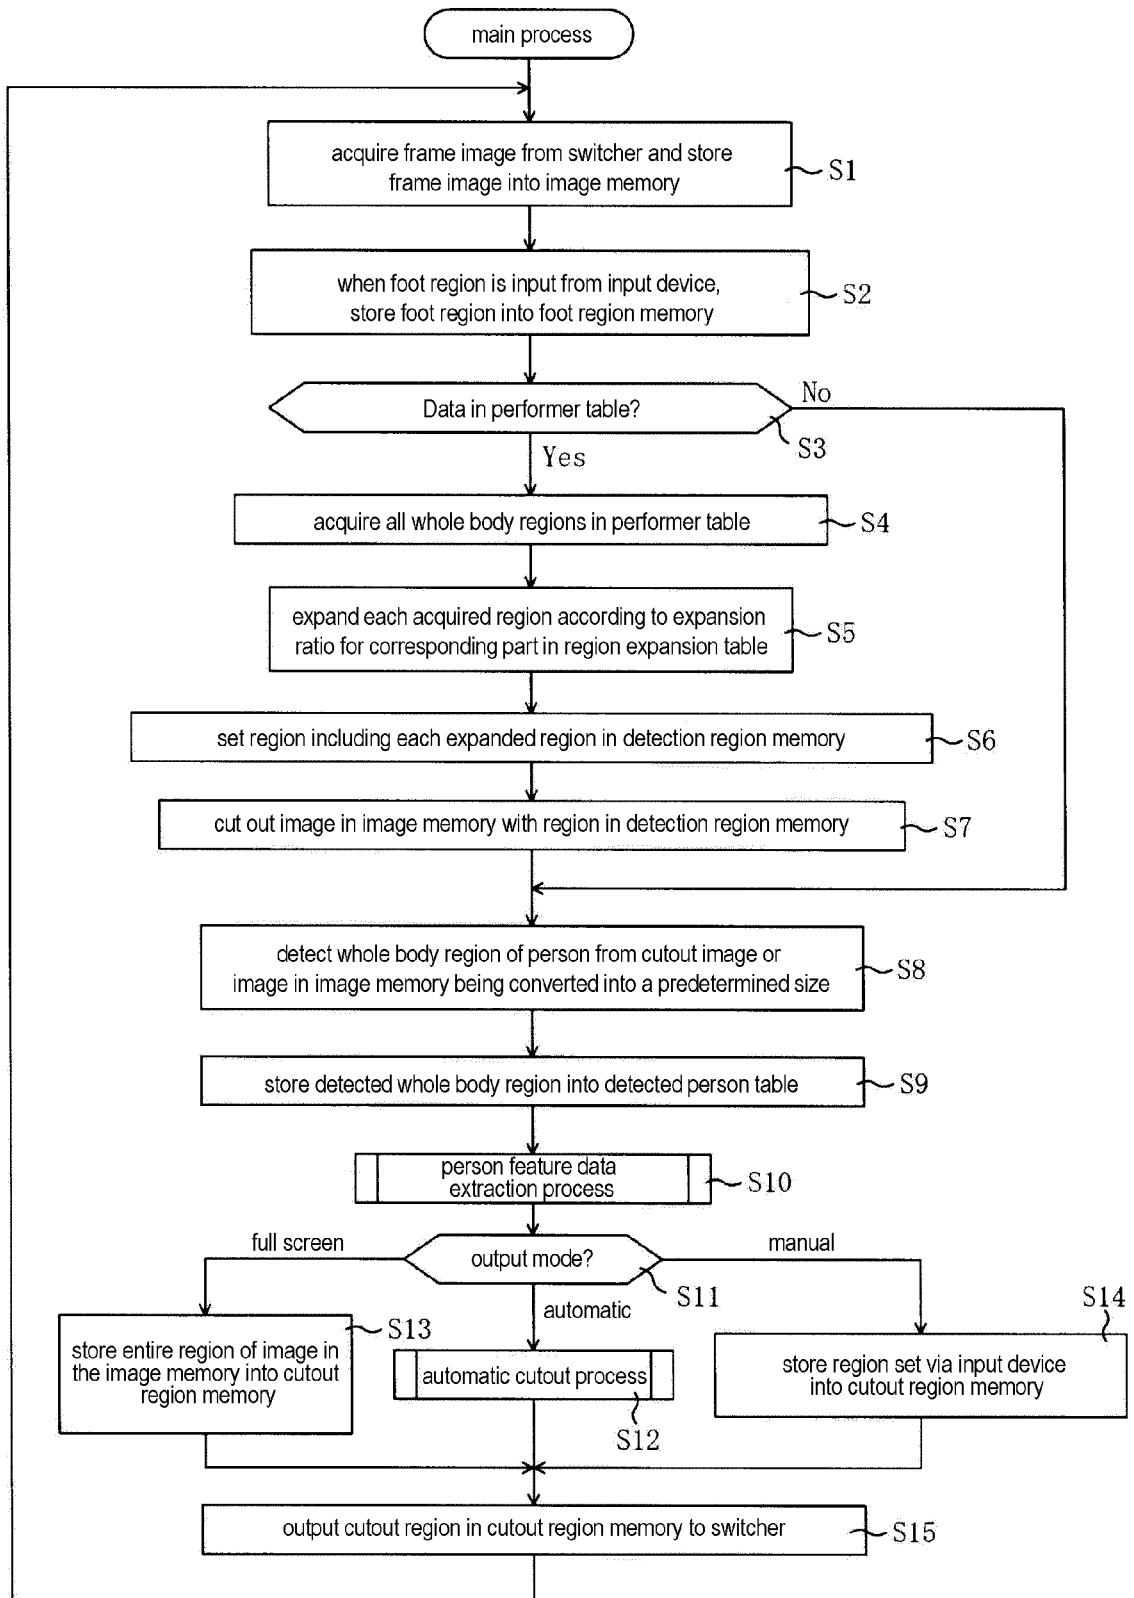 main process
acquire frame image from switcher and store
frame image into image memory
S1
when foot region is input from input device,
store foot region into foot region memory
S2
Data in performer table?
No
S3
Yes
acquire all whole body regions in performer table
S4
expand each acquired region according to expansion
ratio for corresponding part in region expansion table
S5
set region including each expanded region in detection region memory
S6
cut out image in image memory with region in detection region memory
S7
detect whole body region of person from cutout image or
image in image memory being converted into a predetermined size
S8
store detected whole body region into detected person table
S9
person feature data
extraction process
S10
full screen
output mode?
manual
S11
automatic
S13
store entire region of image in
the image memory into cutout
region memory
automatic cutout process
S12
S14
store region set via input device
into cutout region memory
output cutout region in cutout region memory to switcher
S15